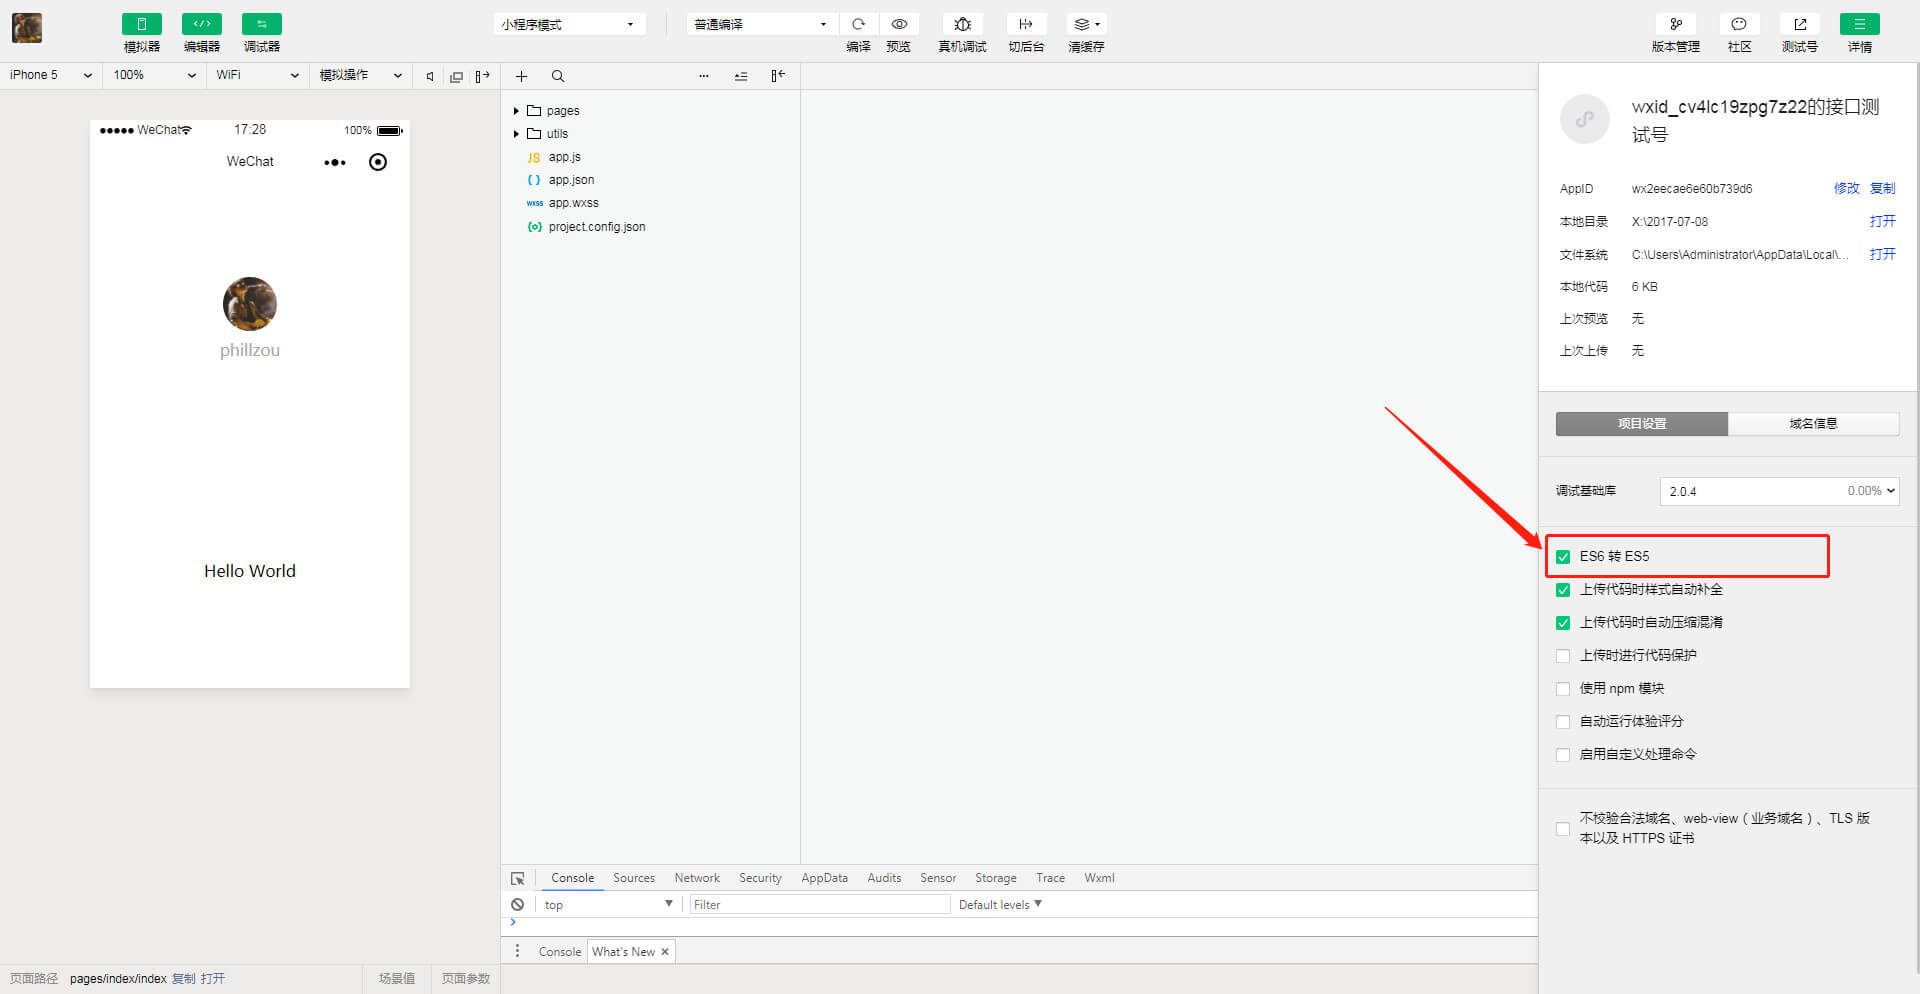 模拟器
编辑器
调试器
小程序模式
普通编译
编译
预览
真机调试
切后台
清缓存
版本管理
社区
测试号
详情
iPhone 5
100%
WiFi
模拟操作
WeChat
17:28
100%
WeChat
phillzou
Hello World
页面路径 pages/index/index 复制 打开
场景值
页面参数
pages
utils
JS app.js
{ } app.json
wxss app.wxss
{o} project.config.json
Console Sources Network Security AppData Audits Sensor Storage Trace Wxml
top
Filter
Default levels
Console
What's New
wxid_cv4lc19zpg7z22的接口测
试号
AppID wx2eecae6e60b739d6 修改 复制
本地目录 X:\2017-07-08 打开
文件系统 C:\Users\Administrator\AppData\Local\... 打开
本地代码 6 KB
上次预览 无
上次上传 无
项目设置 域名信息
调试基础库 2.0.4 0.00%
ES6 转 ES5
上传代码时样式自动补全
上传代码时自动压缩混淆
上传时进行代码保护
使用 npm 模块
自动运行体验评分
启用自定义处理命令
不校验合法域名、web-view（业务域名）、TLS 版
本以及 HTTPS 证书